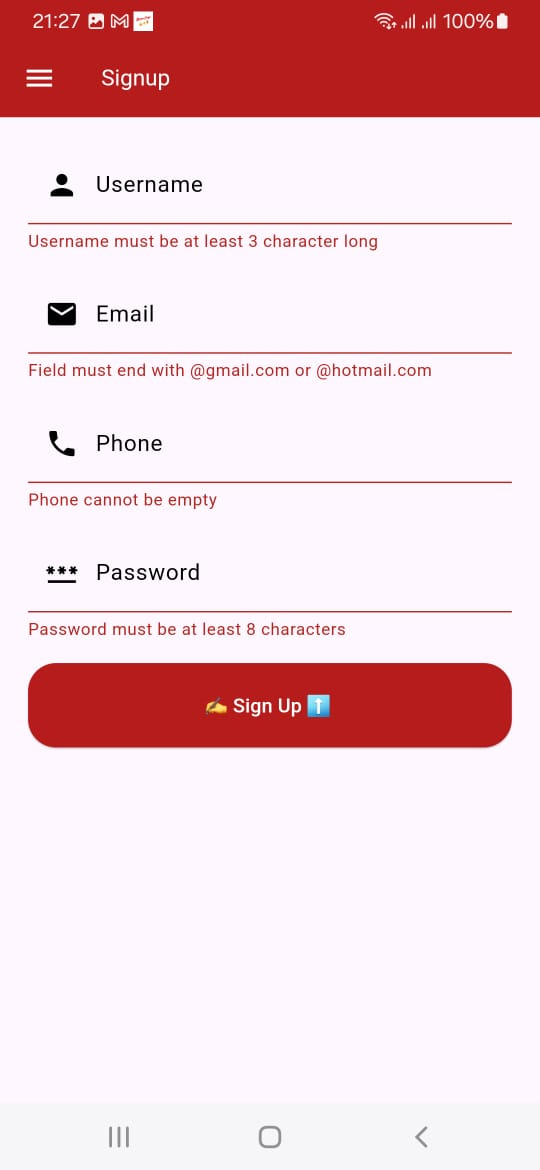 21:27
100%
Signup
Username
Username must be at least 3 character long
Email
Field must end with @gmail.com or @hotmail.com
Phone
Phone cannot be empty
*** Password
Password must be at least 8 characters
✍️ Sign Up ⬆️